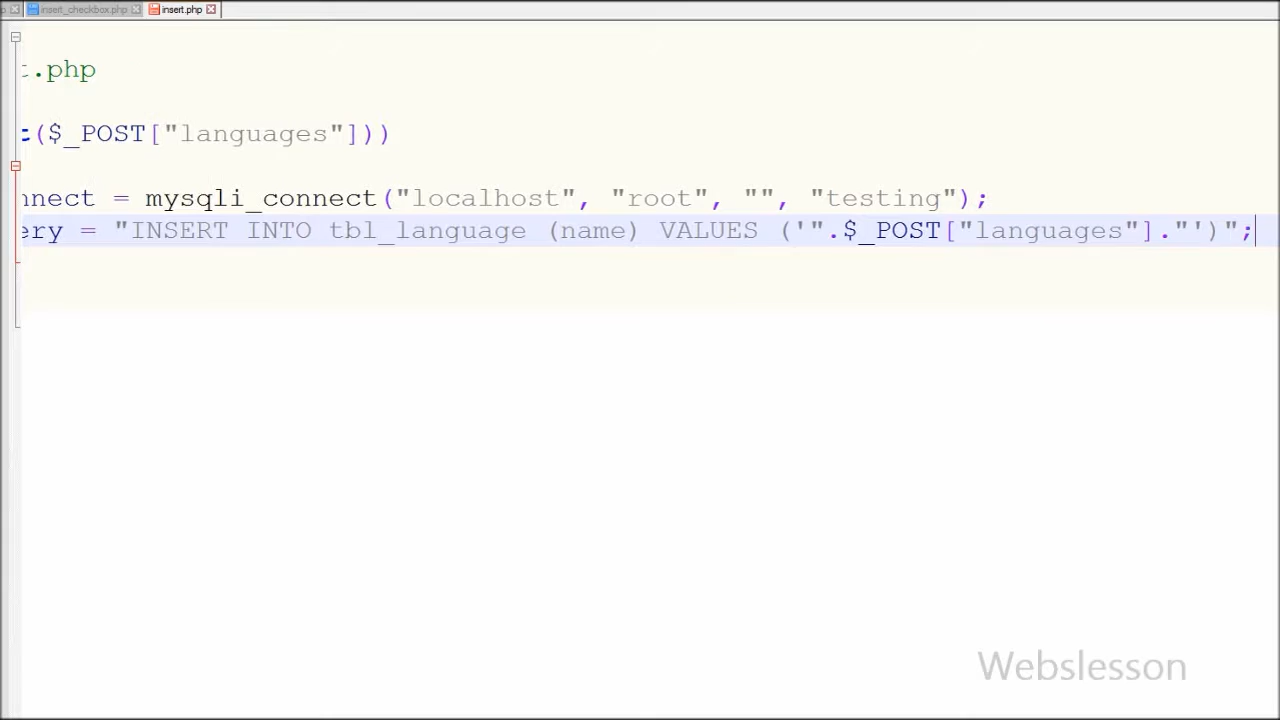 insert_checkbox.php insert.php
t.php
t($_POST["languages"]))
nnect = mysqli_connect("localhost", "root", "", "testing");
ery = "INSERT INTO tbl_language (name) VALUES ('".$_POST["languages"]."')";
Webslesson